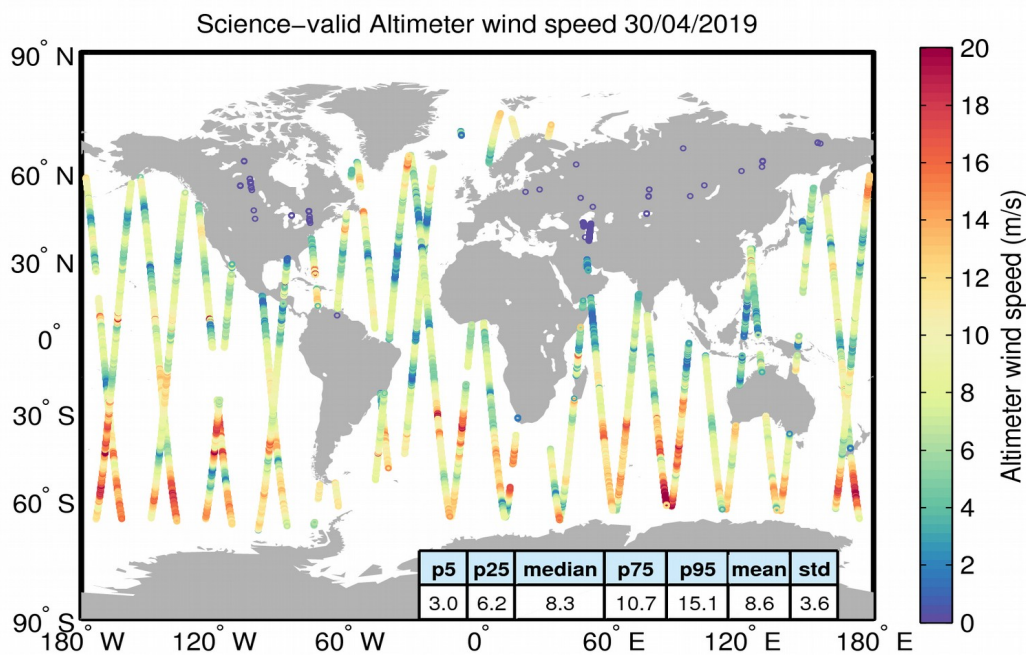 Science−valid Altimeter wind speed 30/04/2019
90° N
60° N
30° N
0°
30° S
60° S
90° S
180° W
120° W
60° W
0°
60° E
120° E
180° E
p5 p25 median p75 p95 mean std
3.0 6.2 8.3 10.7 15.1 8.6 3.6
20
18
16
14
12
10
8
6
4
2
0
Altimeter wind speed (m/s)